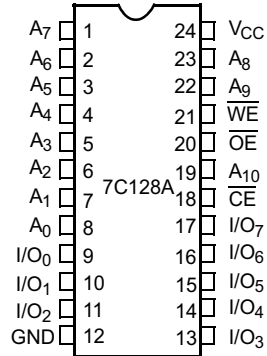 A7 1 24 VCC
A6 2 23 A8
A5 3 22 A9
A4 4 21 WE
A3 5 20 OE
A2 6 19 A10
7C128A
A1 7 18 CE
A0 8 17 I/O7
I/O0 9 16 I/O6
I/O1 10 15 I/O5
I/O2 11 14 I/O4
GND 12 13 I/O3